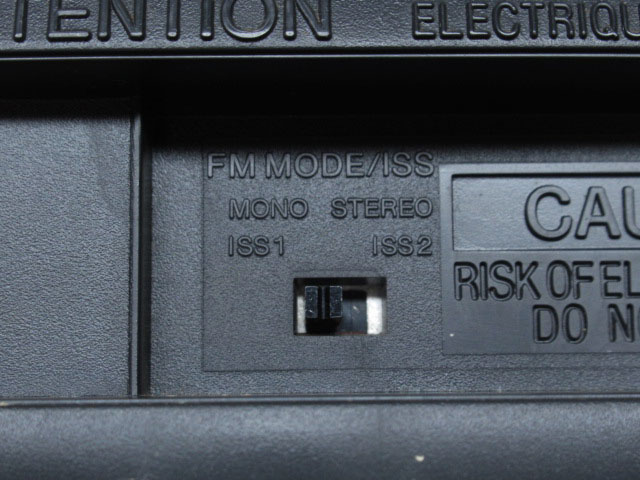 TENTION
ELECTRIQU
FM MODE/ISS
MONO STEREO
ISS1 ISS2
CAU
RISK OF EL
DO N